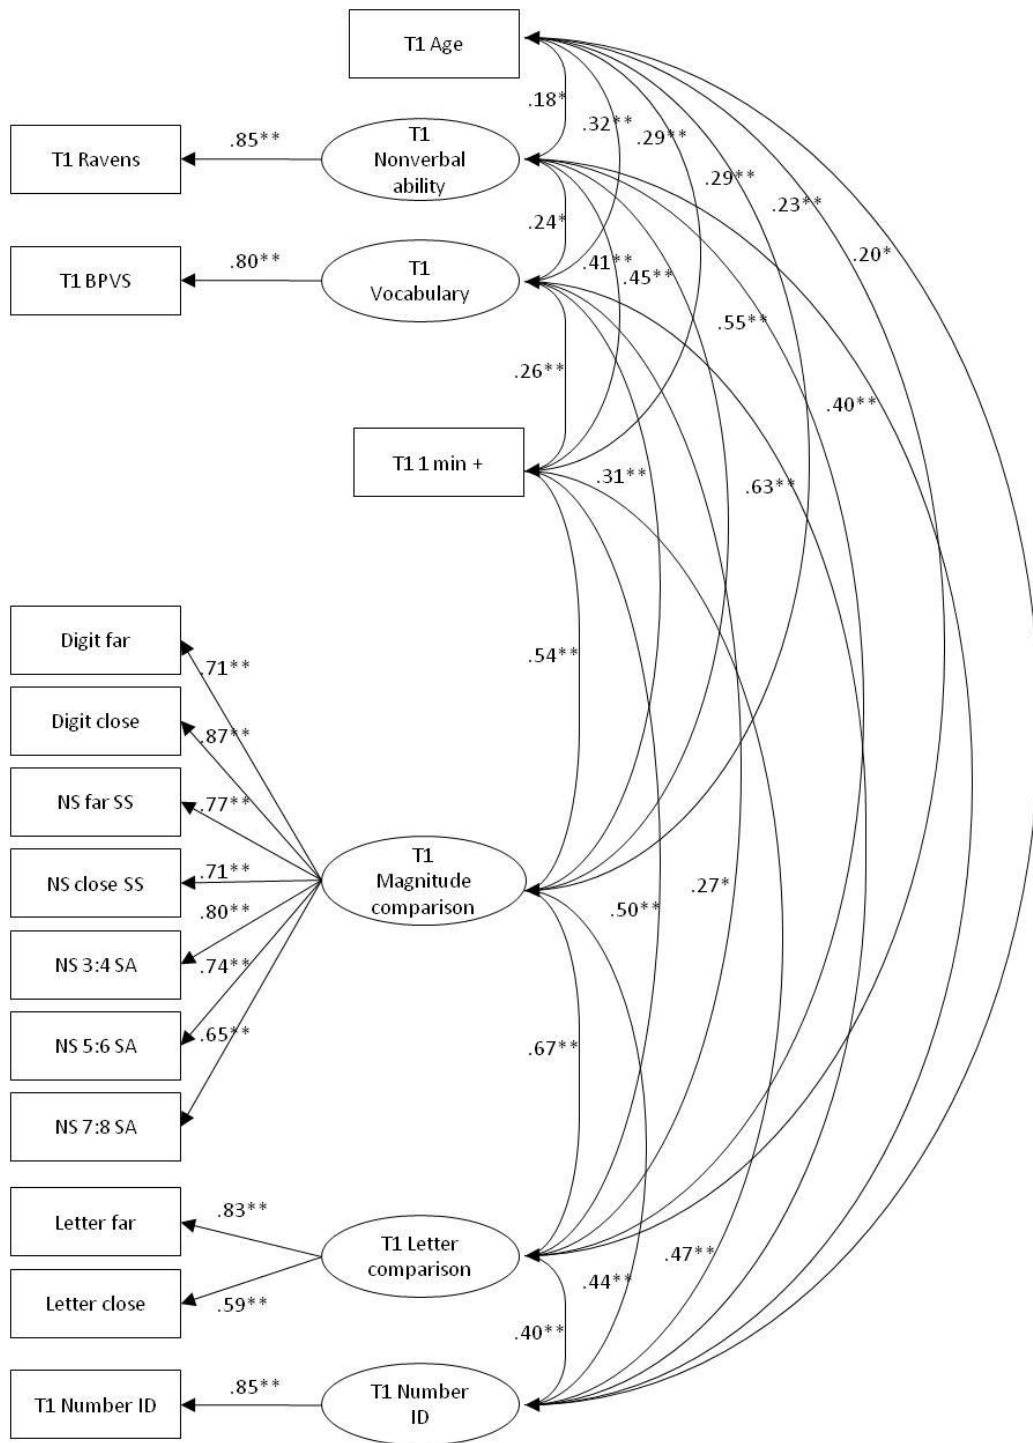 T1 Age
.18*
.32**
.29**
T1
Nonverbal
ability
.85**
T1 Ravens
.29**
.23**
.20*
.24*
.41**
.45**
T1
Vocabulary
.80**
T1 BPVS
.55**
.40**
.26**
T1 1 min +
.31**
.63**
Digit far
.71**
.54**
Digit close
.87**
NS far SS
.77**
NS close SS
.71**
T1
Magnitude
comparison
.80**
.50**
.27*
NS 3:4 SA
.74**
NS 5:6 SA
.65**
.67**
NS 7:8 SA
Letter far
.83**
T1 Letter
comparison
.47**
.44**
Letter close
.59**
.40**
T1 Number ID
.85**
T1 Number
ID